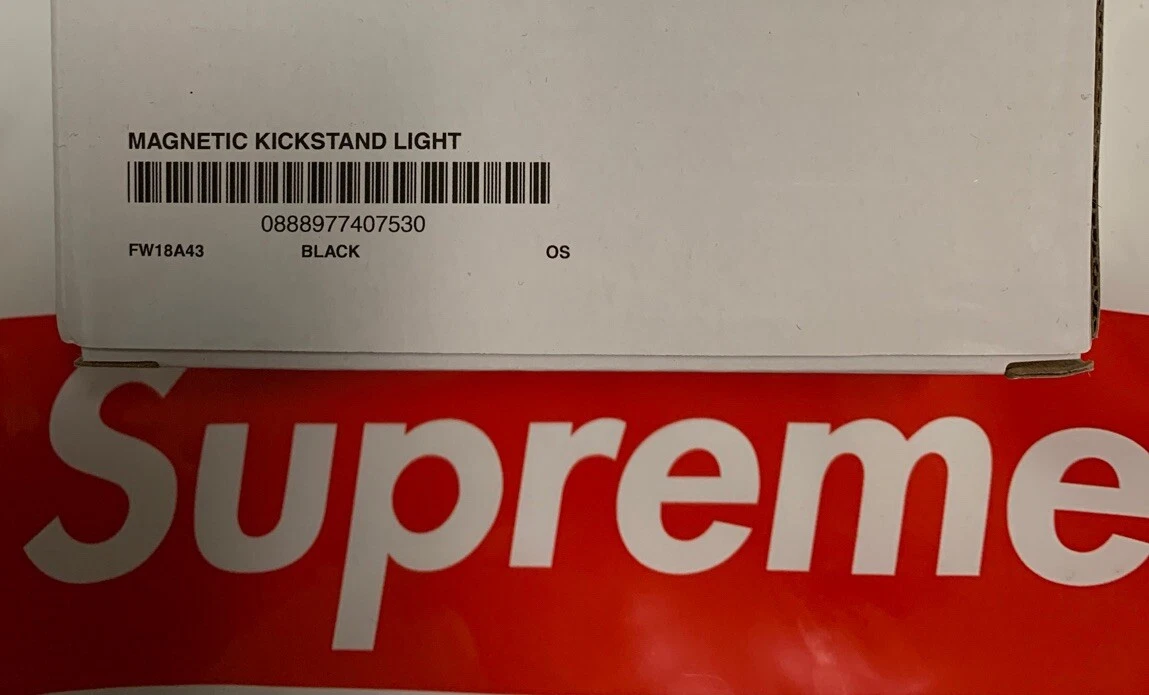 MAGNETIC KICKSTAND LIGHT
0888977407530
FW18A43 BLACK OS
Supreme